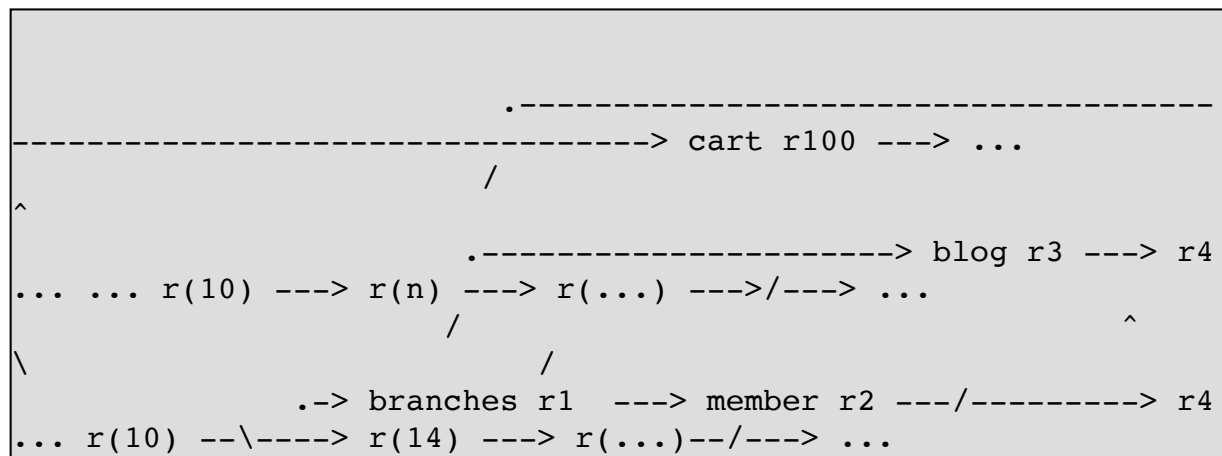 .-------------------------------------
----------------------------------> cart r100 ---> ...
/
^
.--------------------> blog r3 ---> r4
... ... r(10) ---> r(n) ---> r(...) --->/---> ...
/ ^
\ /
.-> branches r1 ---> member r2 ---/---------> r4
... r(10) --\----> r(14) ---> r(...)--/---> ...